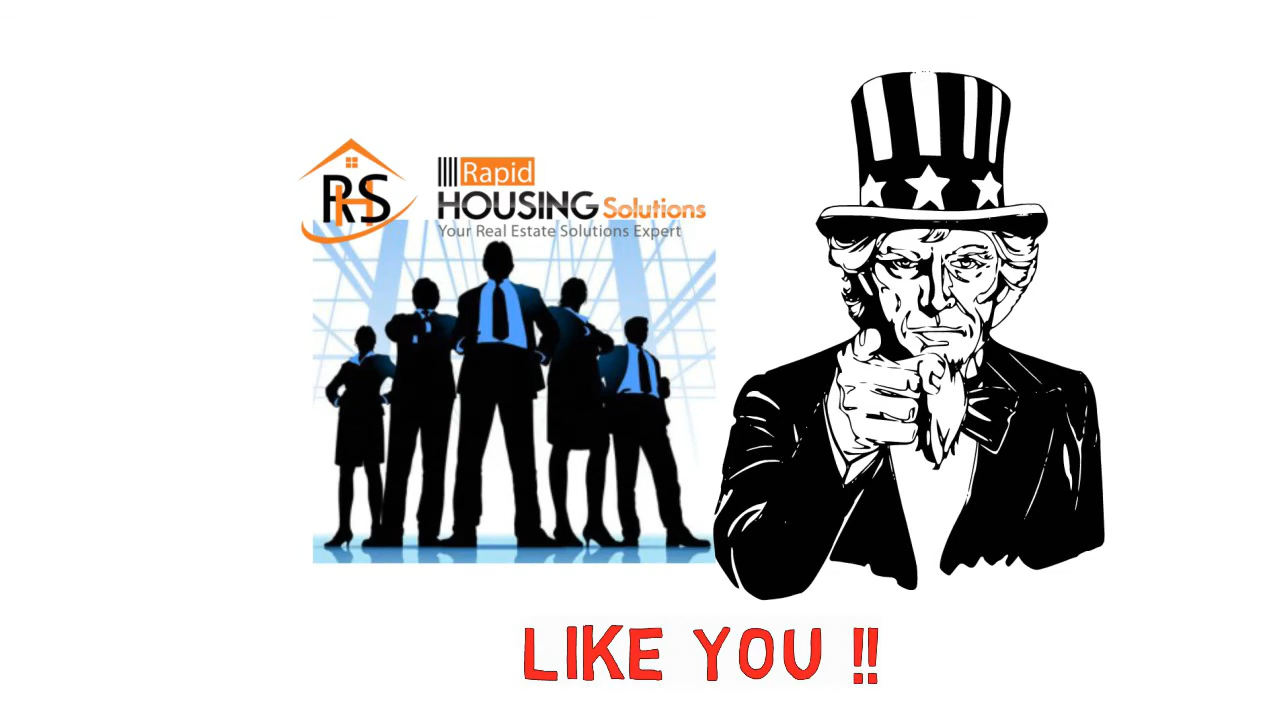 RHS
Rapid
HOUSING Solutions
Your Real Estate Solutions Expert
LIKE YOU !!